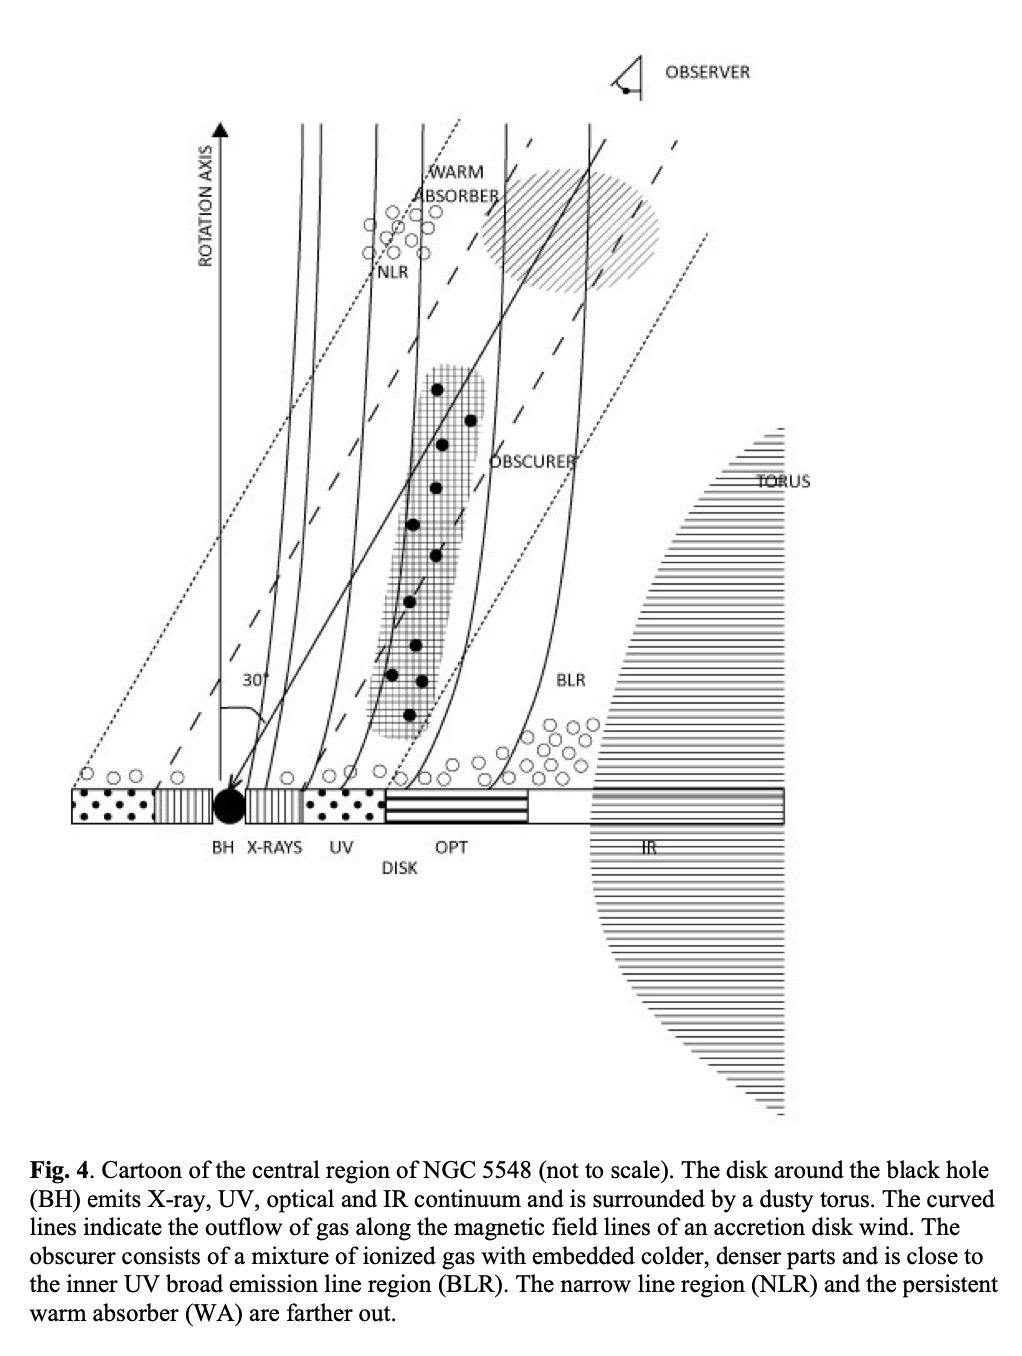 OBSERVER
ROTATION AXIS
WARM
ABSORBER
NLR
OBSCURER
TORUS
30°
BLR
BH X-RAYS UV OPT IR
DISK
Fig. 4. Cartoon of the central region of NGC 5548 (not to scale). The disk around the black hole
(BH) emits X-ray, UV, optical and IR continuum and is surrounded by a dusty torus. The curved
lines indicate the outflow of gas along the magnetic field lines of an accretion disk wind. The
obscurer consists of a mixture of ionized gas with embedded colder, denser parts and is close to
the inner UV broad emission line region (BLR). The narrow line region (NLR) and the persistent
warm absorber (WA) are farther out.